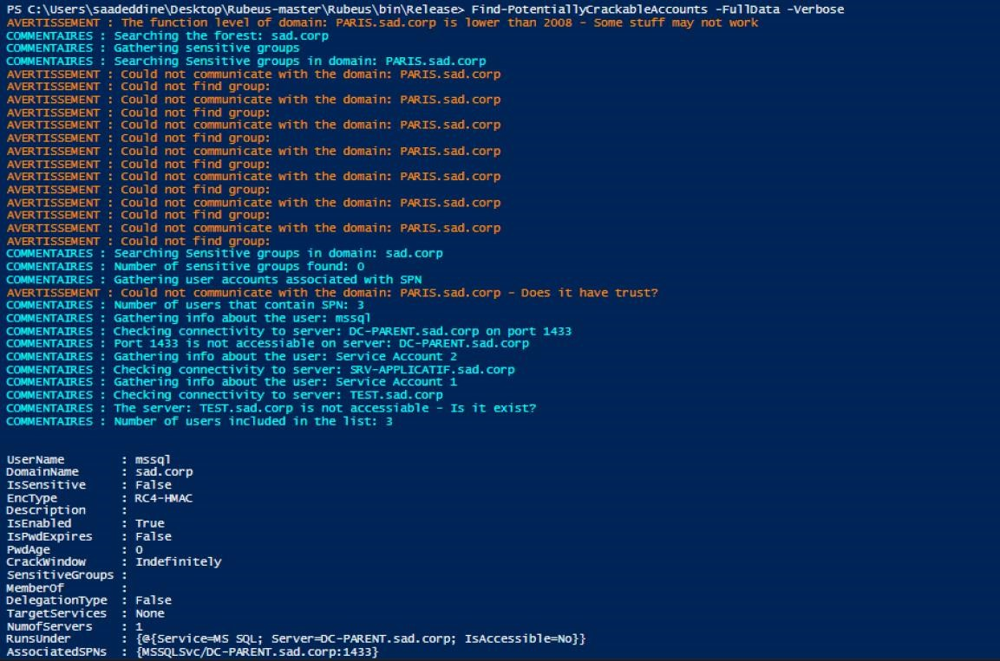 PS C:\Users\saadeddine\Desktop\Rubeus-master\Rubeus\bin\Release> Find-PotentiallyCrackableAccounts -FullData -Verbose
AVERTISSEMENT : The function level of domain: PARIS.sad.corp is lower than 2008 - Some stuff may not work
COMMENTAIRES : Searching the forest: sad.corp
COMMENTAIRES : Gathering sensitive groups
COMMENTAIRES : Searching Sensitive groups in domain: PARIS.sad.corp
AVERTISSEMENT : Could not communicate with the domain: PARIS.sad.corp
AVERTISSEMENT : Could not find group:
AVERTISSEMENT : Could not communicate with the domain: PARIS.sad.corp
AVERTISSEMENT : Could not find group:
AVERTISSEMENT : Could not communicate with the domain: PARIS.sad.corp
AVERTISSEMENT : Could not find group:
AVERTISSEMENT : Could not communicate with the domain: PARIS.sad.corp
AVERTISSEMENT : Could not find group:
AVERTISSEMENT : Could not communicate with the domain: PARIS.sad.corp
AVERTISSEMENT : Could not find group:
AVERTISSEMENT : Could not communicate with the domain: PARIS.sad.corp
AVERTISSEMENT : Could not find group:
AVERTISSEMENT : Could not communicate with the domain: PARIS.sad.corp
AVERTISSEMENT : Could not find group:
COMMENTAIRES : Searching Sensitive groups in domain: sad.corp
COMMENTAIRES : Number of sensitive groups found: 0
COMMENTAIRES : Gathering user accounts associated with SPN
AVERTISSEMENT : Could not communicate with the domain: PARIS.sad.corp - Does it have trust?
COMMENTAIRES : Number of users that contain SPN: 3
COMMENTAIRES : Gathering info about the user: mssql
COMMENTAIRES : Checking connectivity to server: DC-PARENT.sad.corp on port 1433
COMMENTAIRES : Port 1433 is not accessiable on server: DC-PARENT.sad.corp
COMMENTAIRES : Gathering info about the user: Service Account 2
COMMENTAIRES : Checking connectivity to server: SRV-APPLICATIF.sad.corp
COMMENTAIRES : Gathering info about the user: Service Account 1
COMMENTAIRES : Checking connectivity to server: TEST.sad.corp
COMMENTAIRES : The server: TEST.sad.corp is not accessiable - Is it exist?
COMMENTAIRES : Number of users included in the list: 3
UserName : mssql
DomainName : sad.corp
IsSensitive : False
EncType : RC4-HMAC
Description :
IsEnabled : True
IsPwdExpires : False
PwdAge : 0
CrackWindow : Indefinitely
SensitiveGroups :
MemberOf :
DelegationType : False
TargetServices : None
NumofServers : 1
RunsUnder : {@{Service=MS SQL; Server=DC-PARENT.sad.corp; IsAccessible=No}}
AssociatedSPNs : {MSSQLSvc/DC-PARENT.sad.corp:1433}